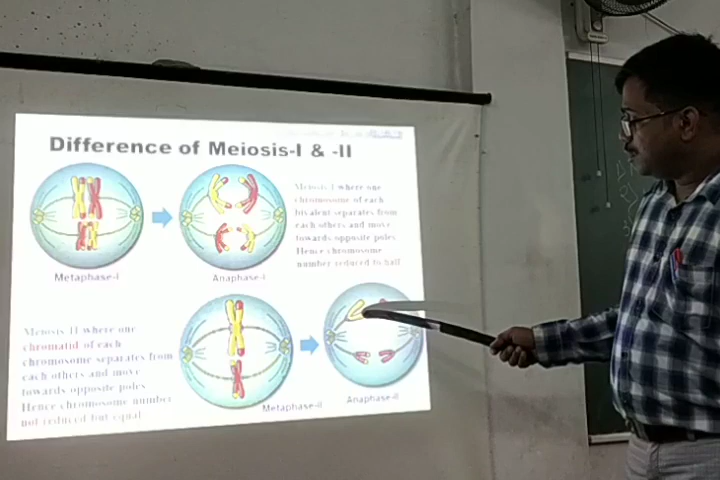 Difference of Meiosis-I & -II
Meiosis-I where one
chromosome of each
bivalent separates from
each others and move
towards opposite poles.
Hence chromosome
number reduced to half
Metaphase-I
Anaphase-I
Meiosis-II where one
chromatid of each
chromosome separates from
each others and move
towards opposite poles.
Hence chromosome number
not reduced but equal
Metaphase-II
Anaphase-II